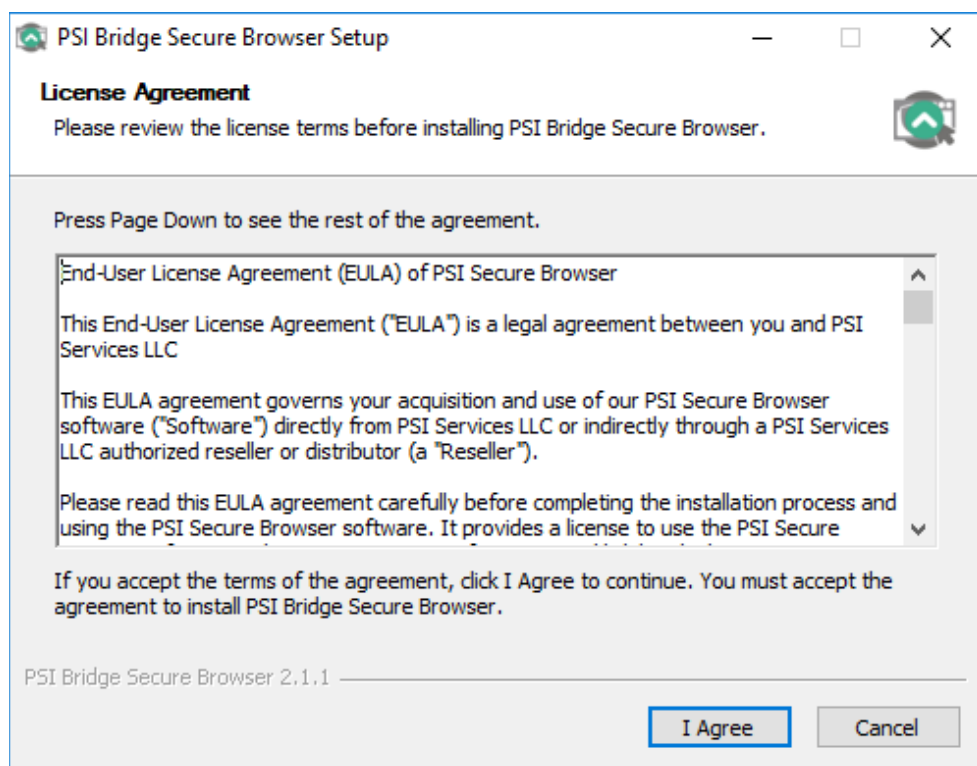 PSI Bridge Secure Browser Setup
License Agreement
Please review the license terms before installing PSI Bridge Secure Browser.
Press Page Down to see the rest of the agreement.
End-User License Agreement (EULA) of PSI Secure Browser
This End-User License Agreement ("EULA") is a legal agreement between you and PSI
Services LLC
This EULA agreement governs your acquisition and use of our PSI Secure Browser
software ("Software") directly from PSI Services LLC or indirectly through a PSI Services
LLC authorized reseller or distributor (a "Reseller").
Please read this EULA agreement carefully before completing the installation process and
using the PSI Secure Browser software. It provides a license to use the PSI Secure
If you accept the terms of the agreement, click I Agree to continue. You must accept the
agreement to install PSI Bridge Secure Browser.
PSI Bridge Secure Browser 2.1.1
I Agree
Cancel